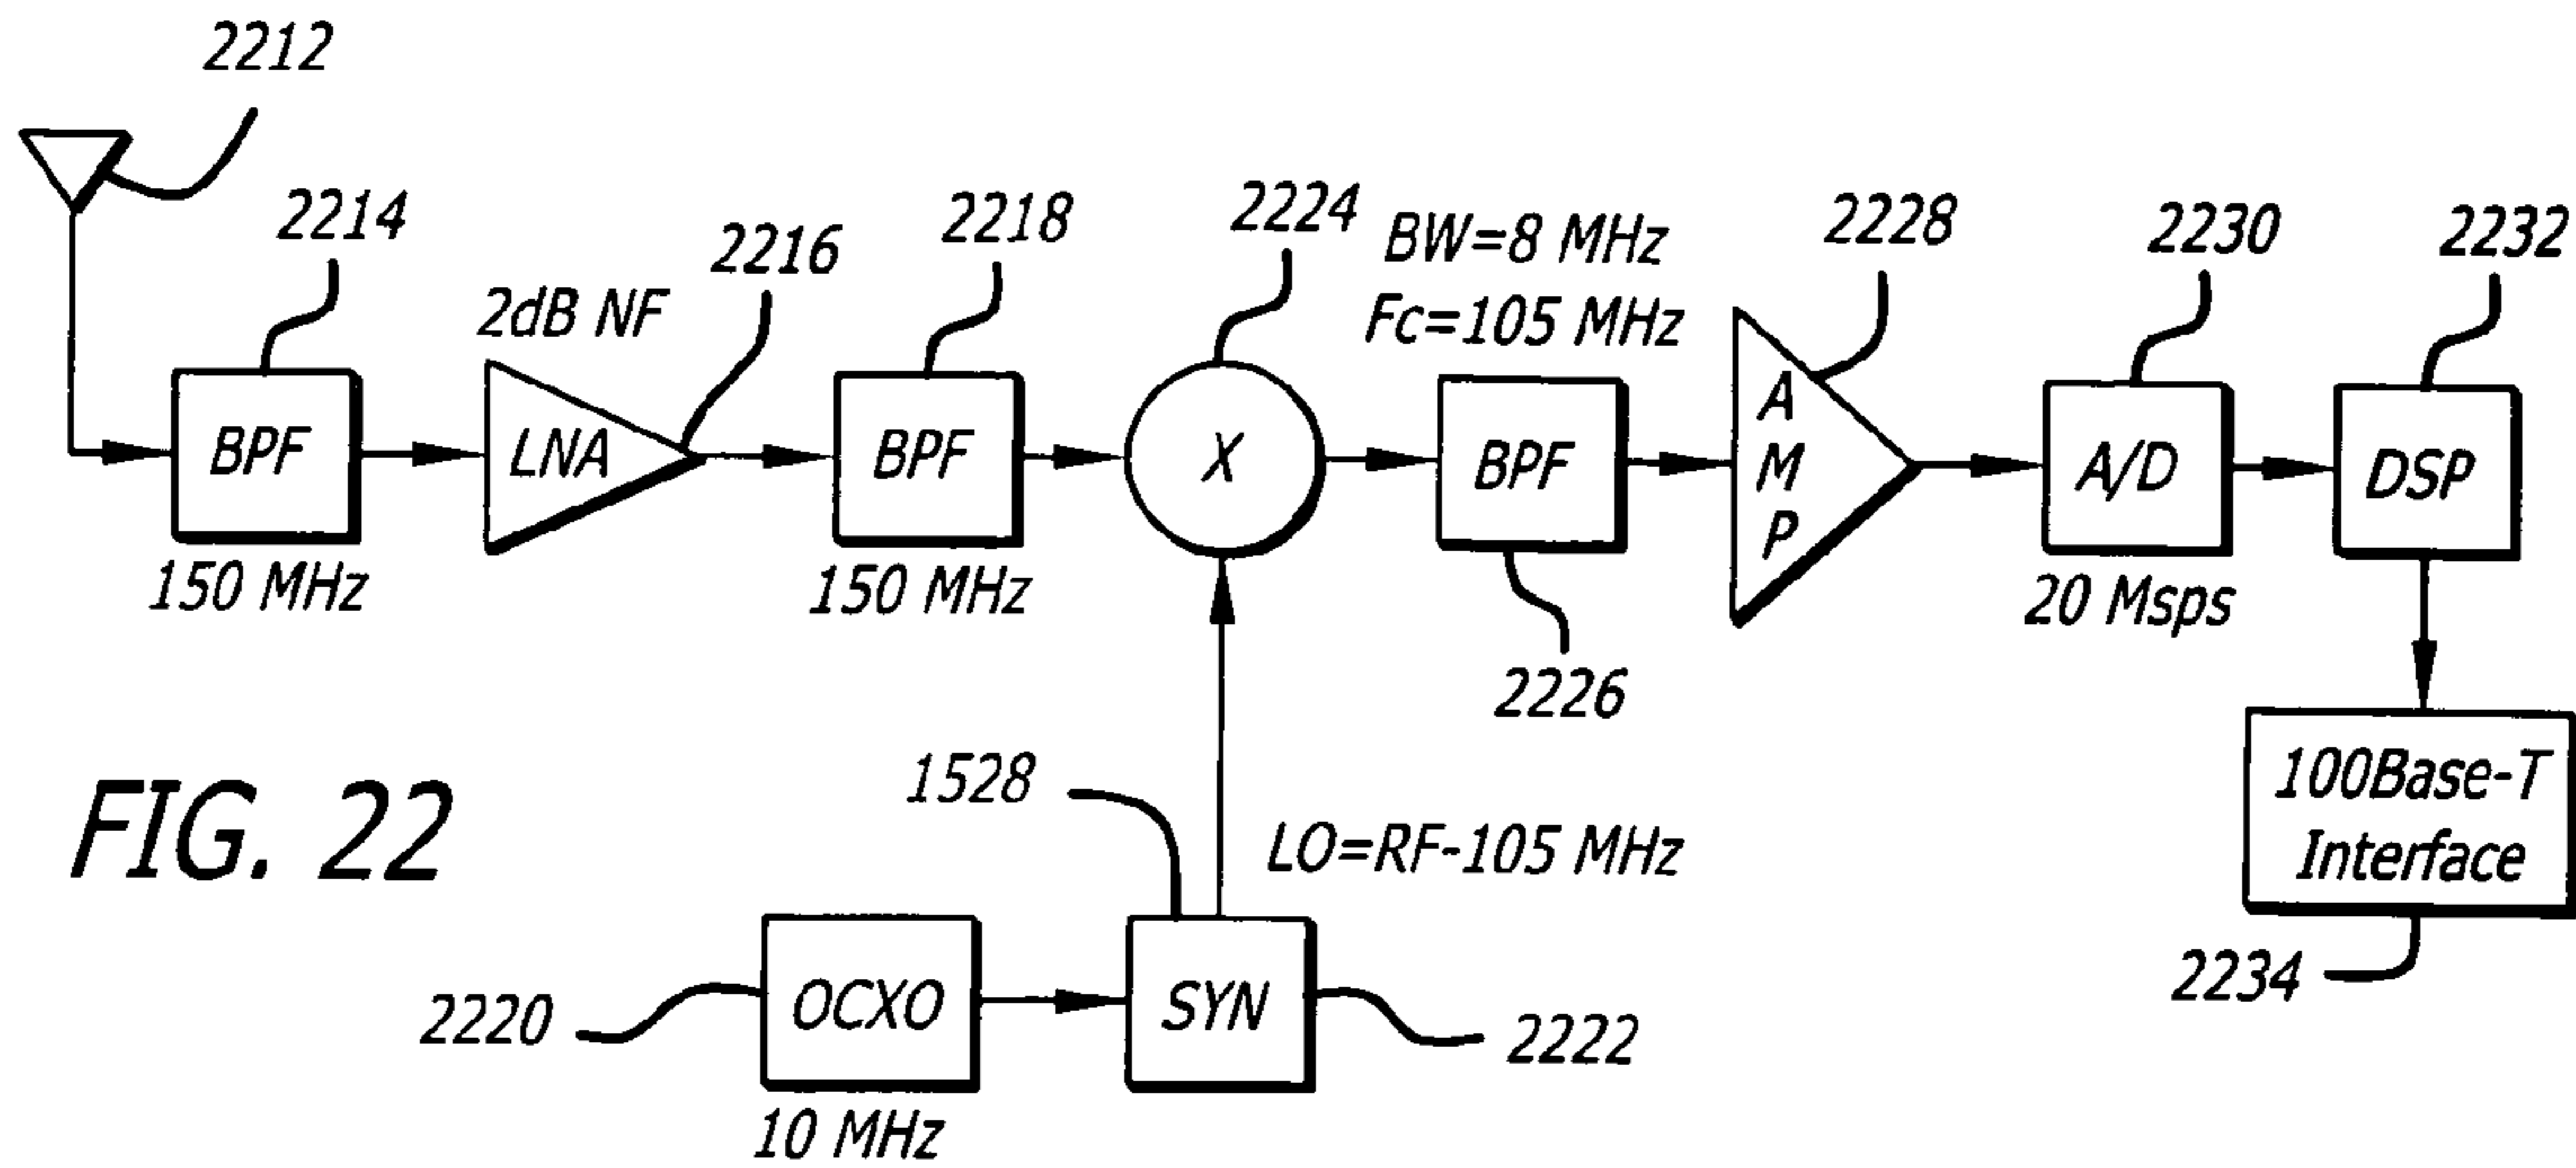 2212
2214
2dB NF
2216
2218
2224
BW=8 MHz
Fc=105 MHz
2228
2230
2232
BPF
150 MHz
LNA
BPF
150 MHz
X
BPF
2226
A
M
P
A/D
20 Msps
DSP
FIG. 22
1528
LO=RF-105 MHz
100Base-T
Interface
2234
2220
OCXO
10 MHz
SYN
2222